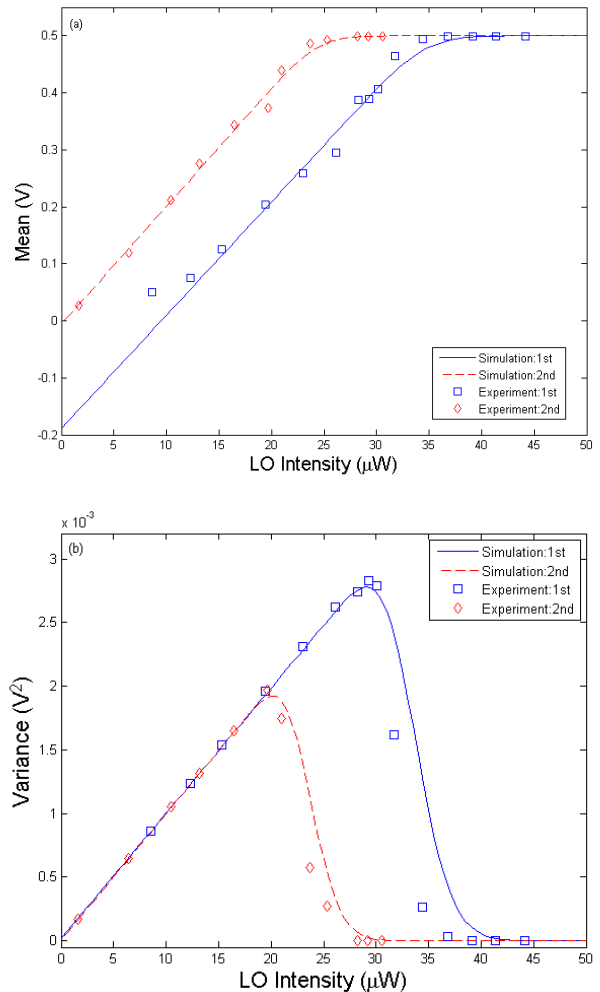 (a)
0.5
0.4
0.3
0.2
0.1
0
-0.1
-0.2
Mean (V)
Simulation:1st
Simulation:2nd
Experiment:1st
Experiment:2nd
0 5 10 15 20 25 30 35 40 45 50
LO Intensity (μW)
x 10⁻³
(b)
3
2.5
2
1.5
1
0.5
0
Variance (V²)
Simulation:1st
Simulation:2nd
Experiment:1st
Experiment:2nd
0 5 10 15 20 25 30 35 40 45 50
LO Intensity (μW)